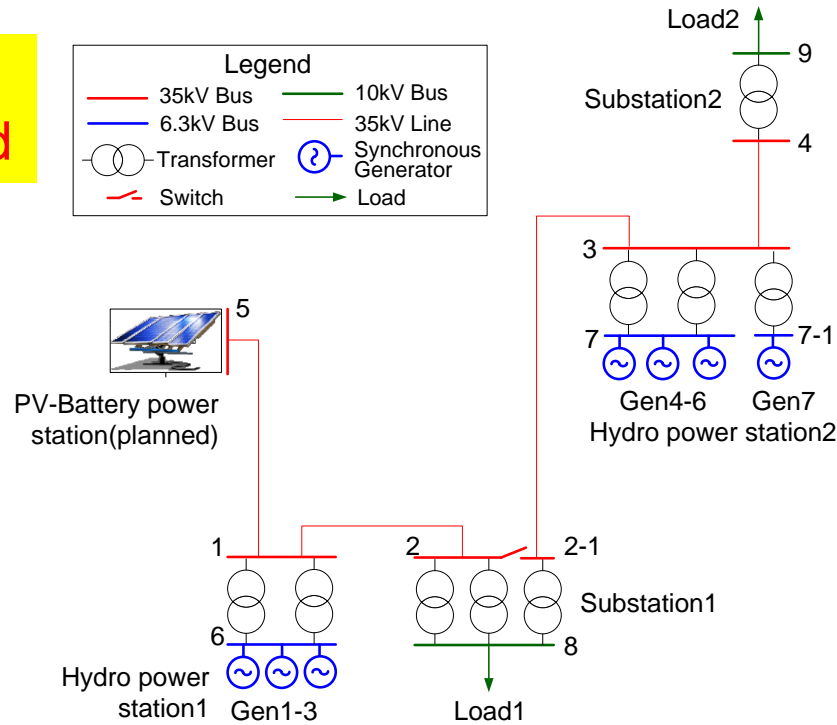 d
Legend
35kV Bus
10kV Bus
6.3kV Bus
35kV Line
Transformer
Synchronous
Generator
Switch
Load
Load2
9
Substation2
4
3
7
7-1
Gen4-6
Gen7
Hydro power station2
5
PV-Battery power
station(planned)
1
2
2-1
Substation1
6
8
Hydro power
station1
Gen1-3
Load1